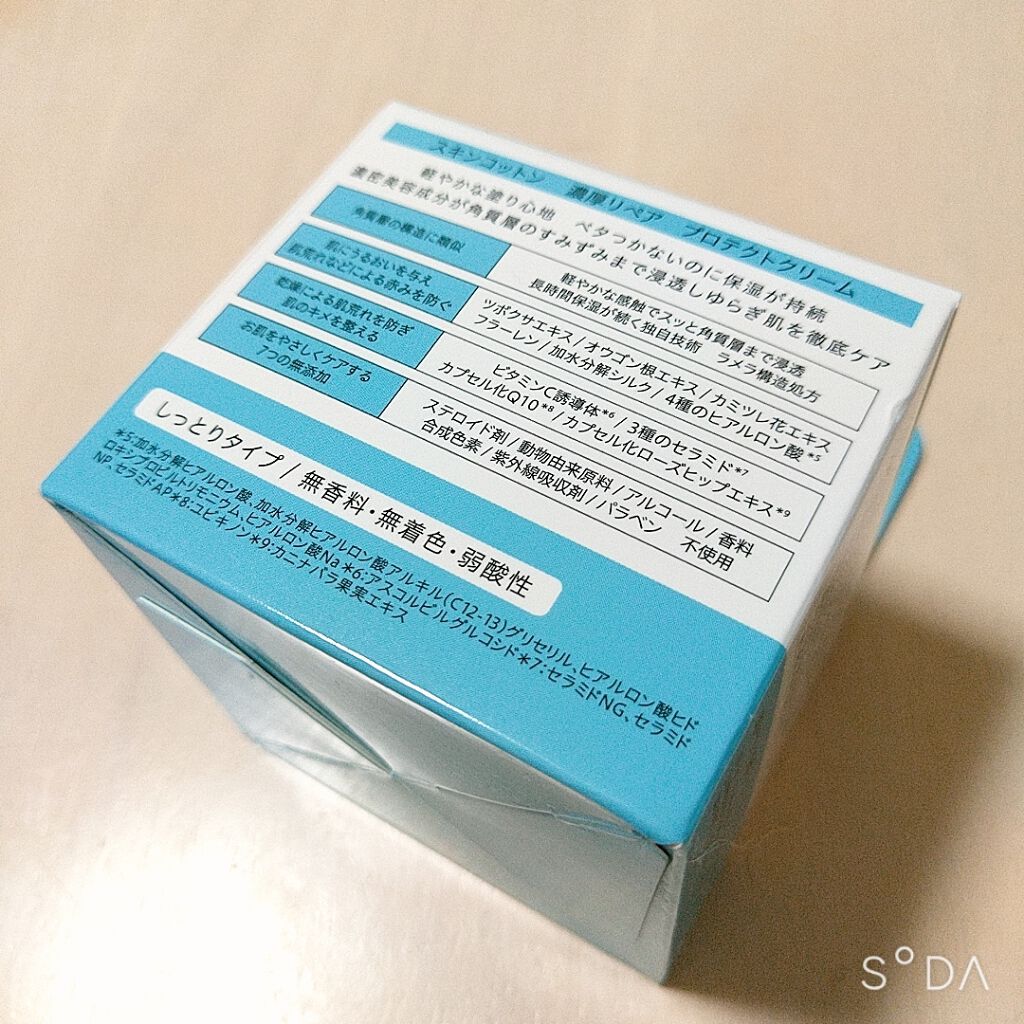 スキンコットン 濃厚リペア プロテクトクリーム
軽やかな塗り心地 ベタつかないのに保湿が持続
濃密美容成分が角質層のすみずみまで浸透しゆらぎ肌を徹底ケア
角質層の構造に類似
軽やかな感触でスッと角質層まで浸透
長時間保湿が続く独自技術 ラメラ構造処方
肌にうるおいを与え
肌荒れなどによる赤みを防ぐ
ツボクサエキス/オウゴン根エキス/カミツレ花エキス
フラーレン/加水分解シルク/4種のヒアルロン酸*5
乾燥による肌荒れを防ぎ
肌のキメを整える
ビタミンC誘導体*6/3種のセラミド*7
カプセル化Q10*8/カプセル化ローズヒップエキス*9
お肌をやさしくケアする
7つの無添加
ステロイド剤/動物由来原料/アルコール/香料
合成色素/紫外線吸収剤/パラベン 不使用
しっとりタイプ/無香料・無着色・弱酸性
*5:加水分解ヒアルロン酸、加水分解ヒアルロン酸アルキル(C12-13)グリセリル、ヒアルロン酸ヒド
ロキシプロピルトリモニウム、ヒアルロン酸Na*6:アスコルビルグルコシド*7:セラミドNG、セラミド
NP、セラミドAP*8:ユビキノン*9:カニナバラ果実エキス
SODA